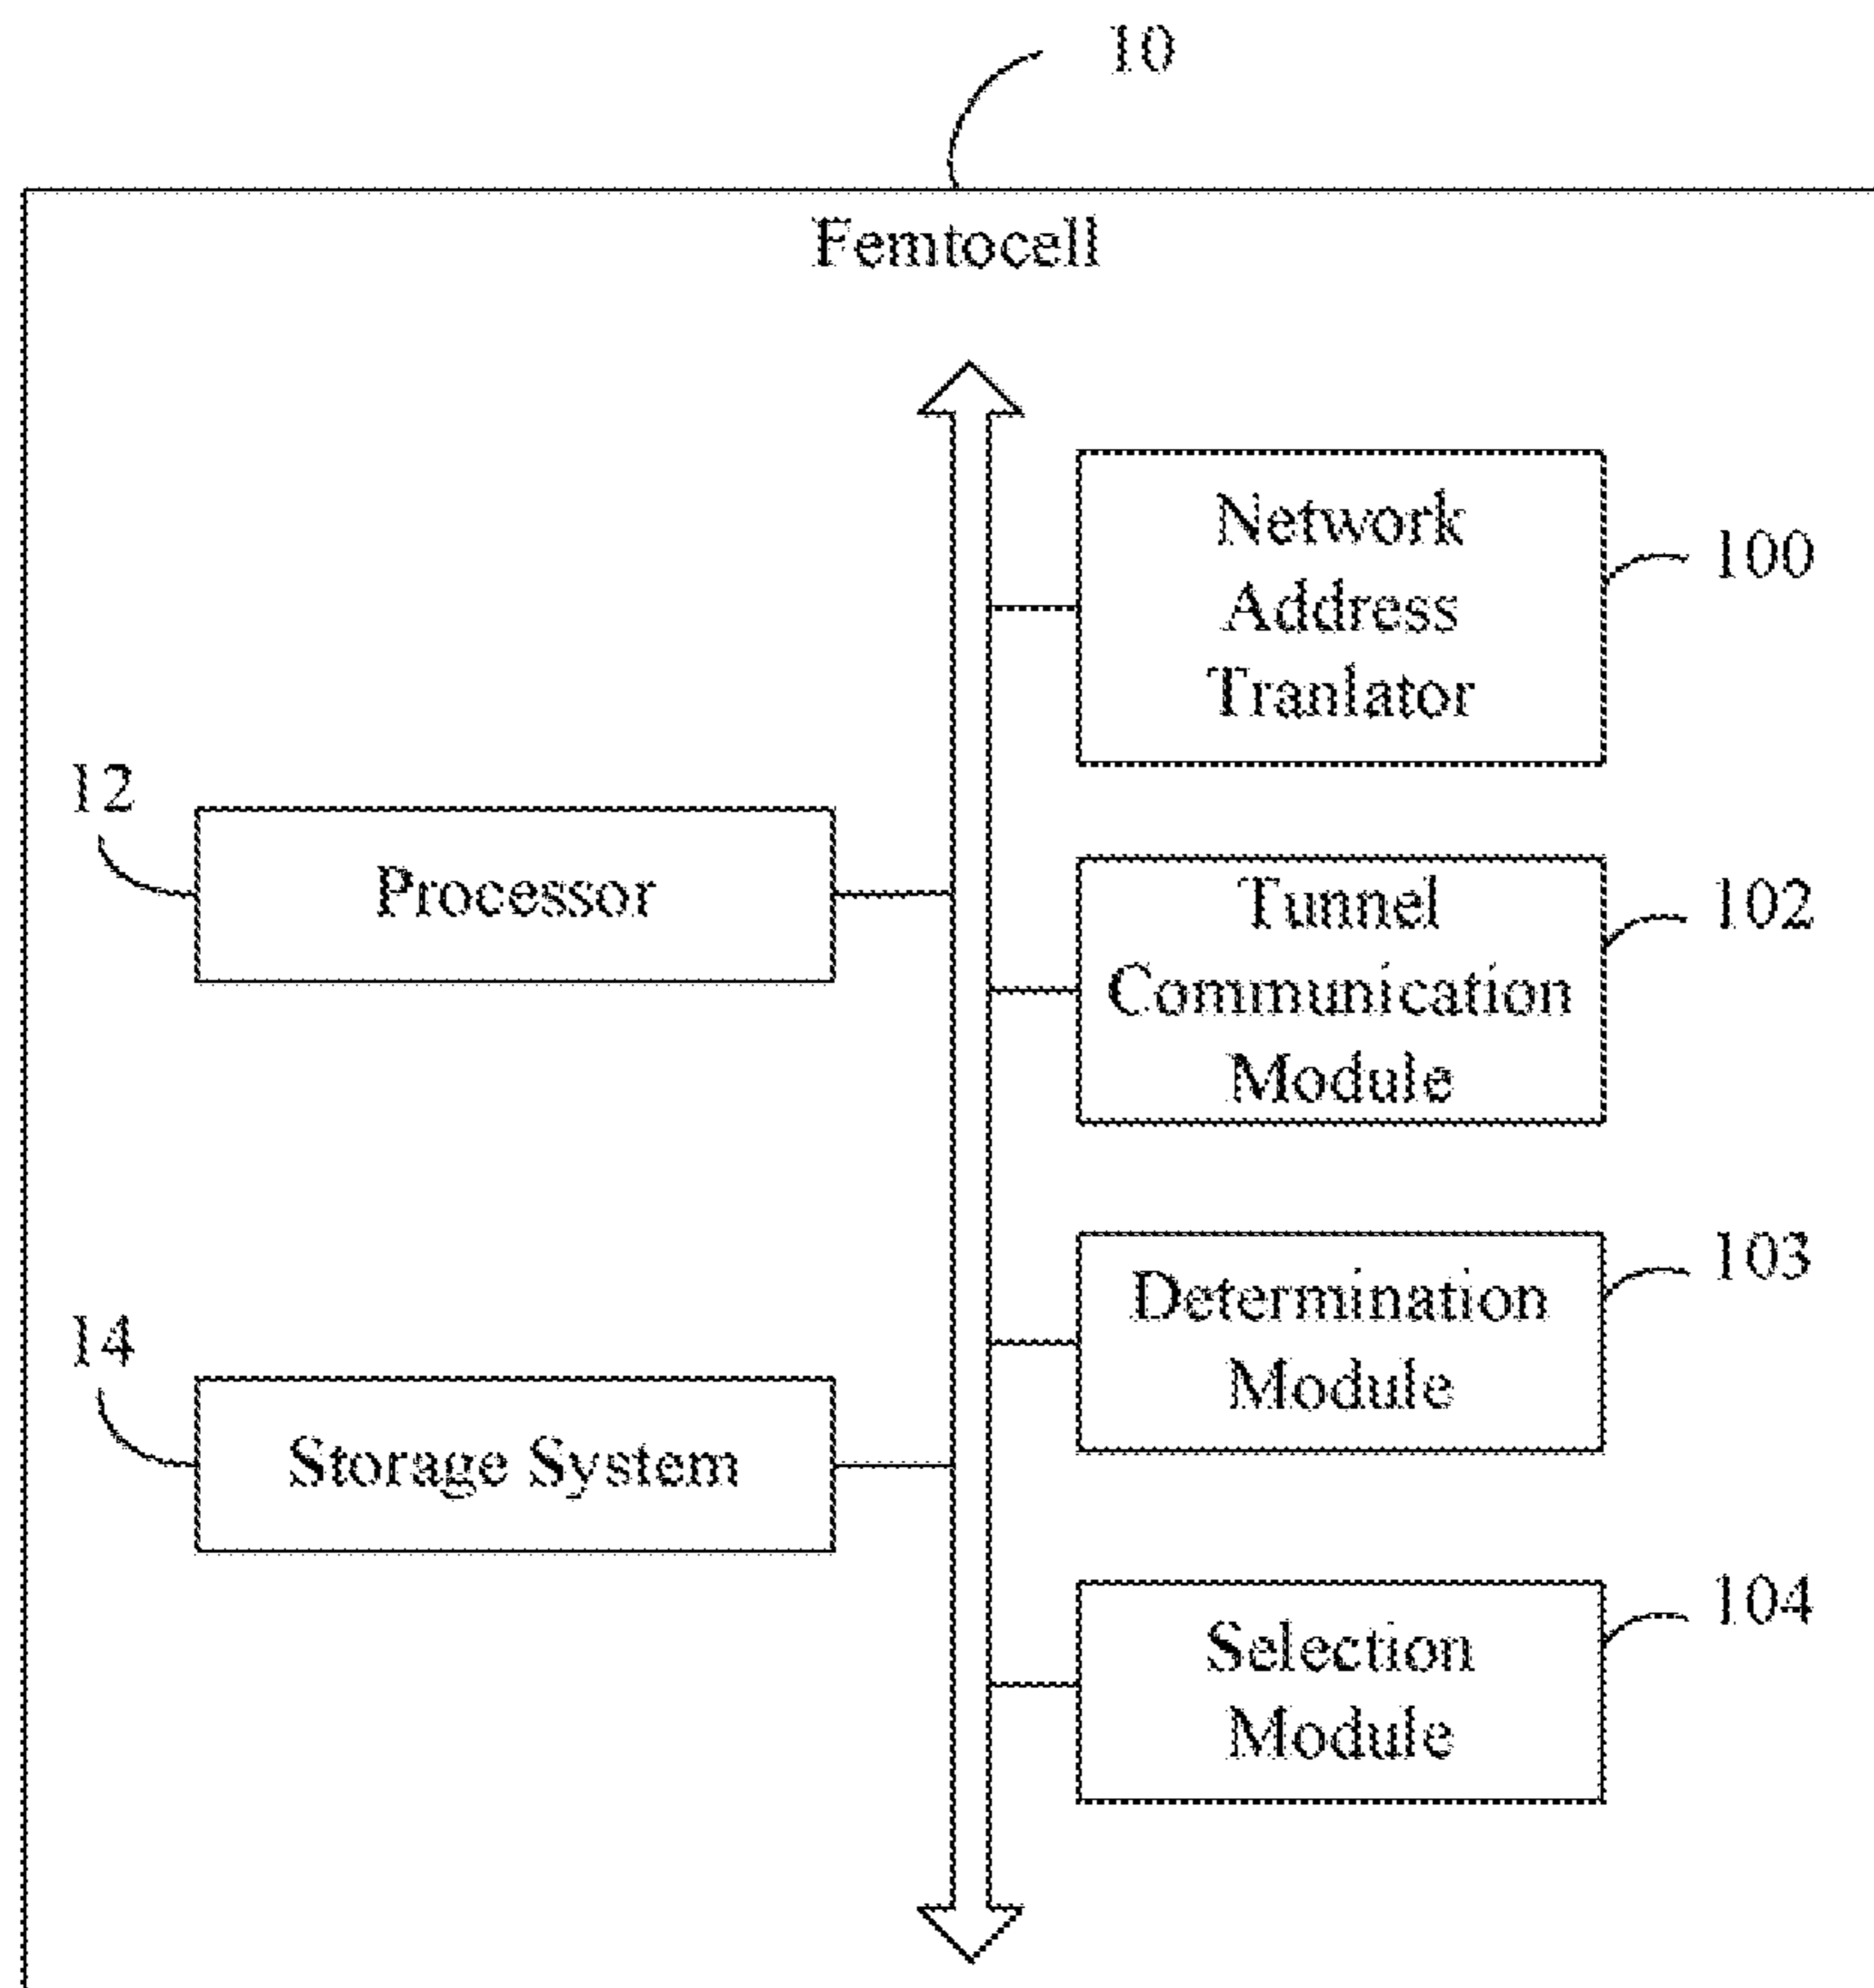 10
Femtocell
Network
Address
Tranlator
100
12
Processor
Tunnel
Communication
Module
102
Determination
Module
103
14
Storage System
Selection
Module
104